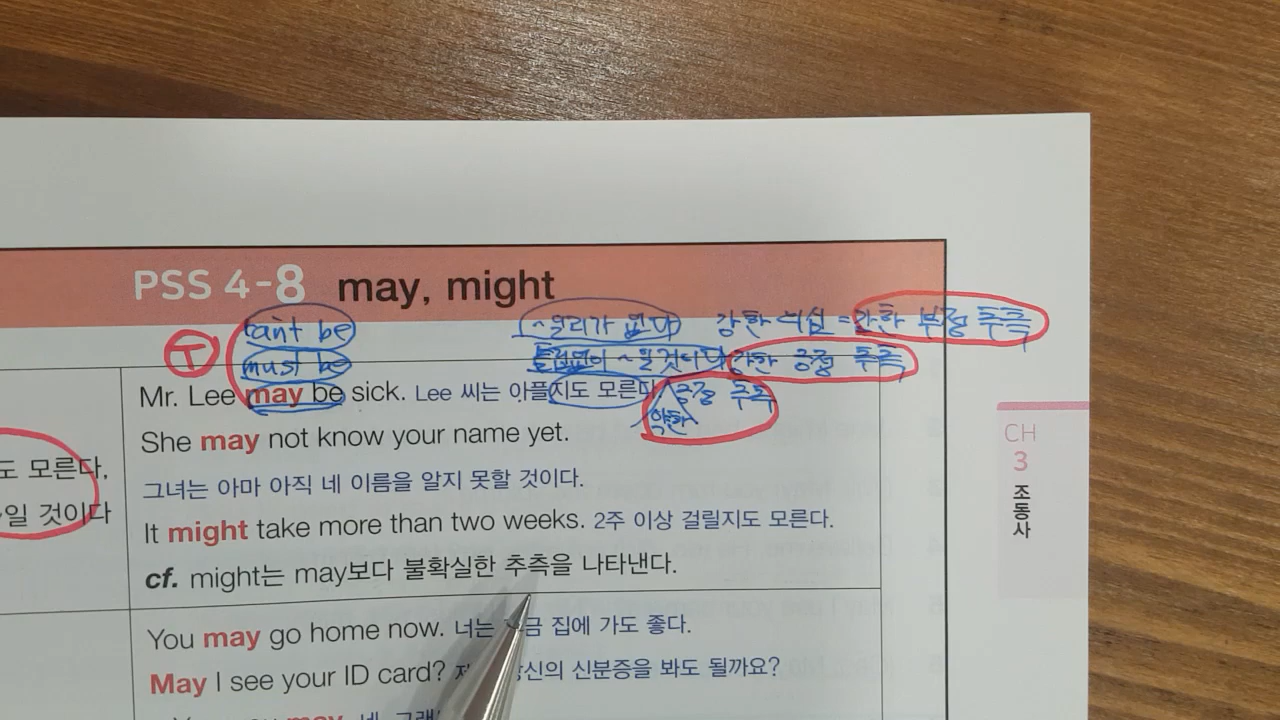 PSS 4-8 may, might
can't be ~일리가 없다 강한 의심 = 강한 부정 추측
T must be 틀림없이 ~일 것이다 강한 긍정 추측
Mr. Lee may be sick. Lee 씨는 아플지도 모른다. 긍정 추측
약한
She may not know your name yet.
도 모른다,
그녀는 아마 아직 네 이름을 알지 못할 것이다.
일 것이다
It might take more than two weeks. 2주 이상 걸릴지도 모른다.
cf. might는 may보다 불확실한 추측을 나타낸다.
You may go home now. 너는 금 집에 가도 좋다.
May I see your ID card? 당신의 신분증을 봐도 될까요?
may
CH
3
조동사